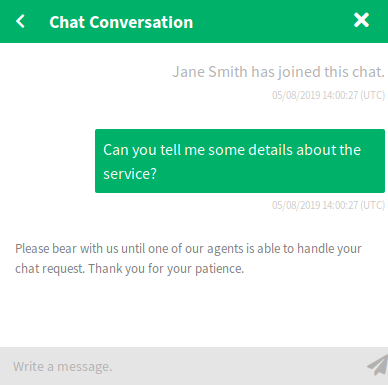 Chat Conversation
Jane Smith has joined this chat.
05/08/2019 14:00:27 (UTC)
Can you tell me some details about the
service?
05/08/2019 14:00:27 (UTC)
Please bear with us until one of our agents is able to handle your
chat request. Thank you for your patience.
Write a message.